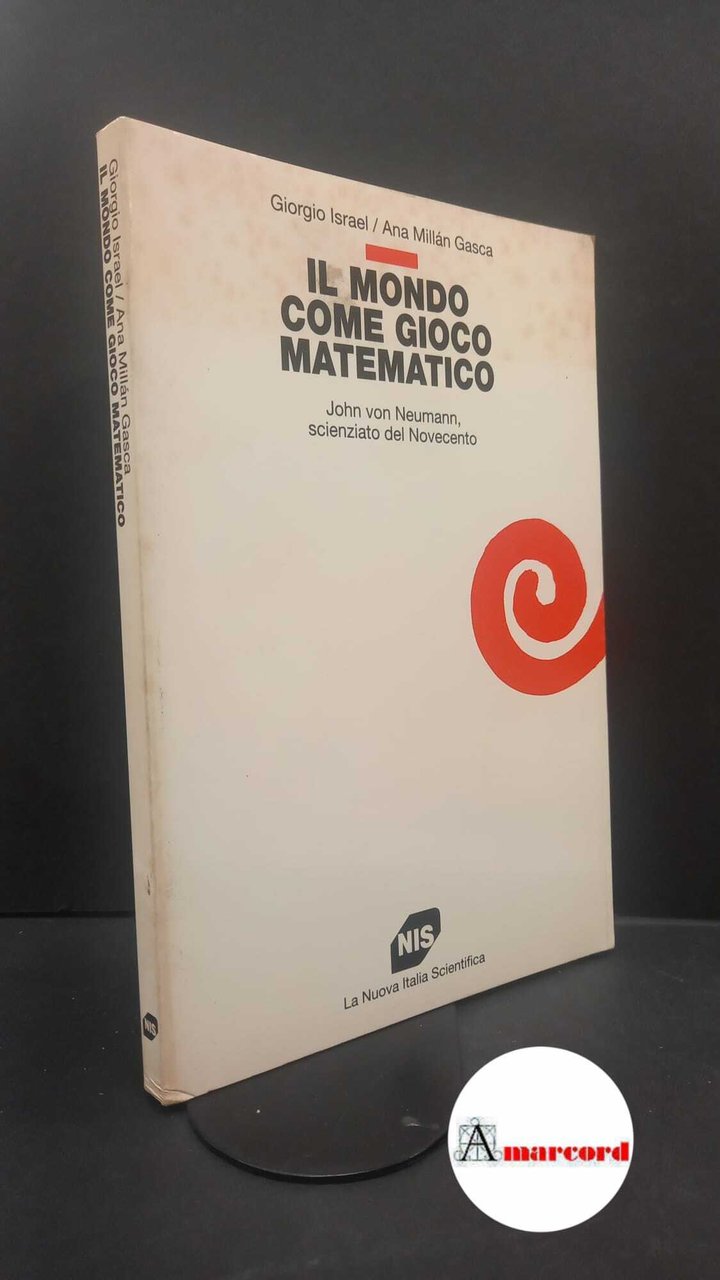 Giorgio Israel / Ana Millán Gasca
IL MONDO COME GIOCO MATEMATICO
NIS
Giorgio Israel / Ana Millán Gasca
IL MONDO
COME GIOCO
MATEMATICO
John von Neumann,
scienziato del Novecento
NIS
La Nuova Italia Scientifica
Amarcord